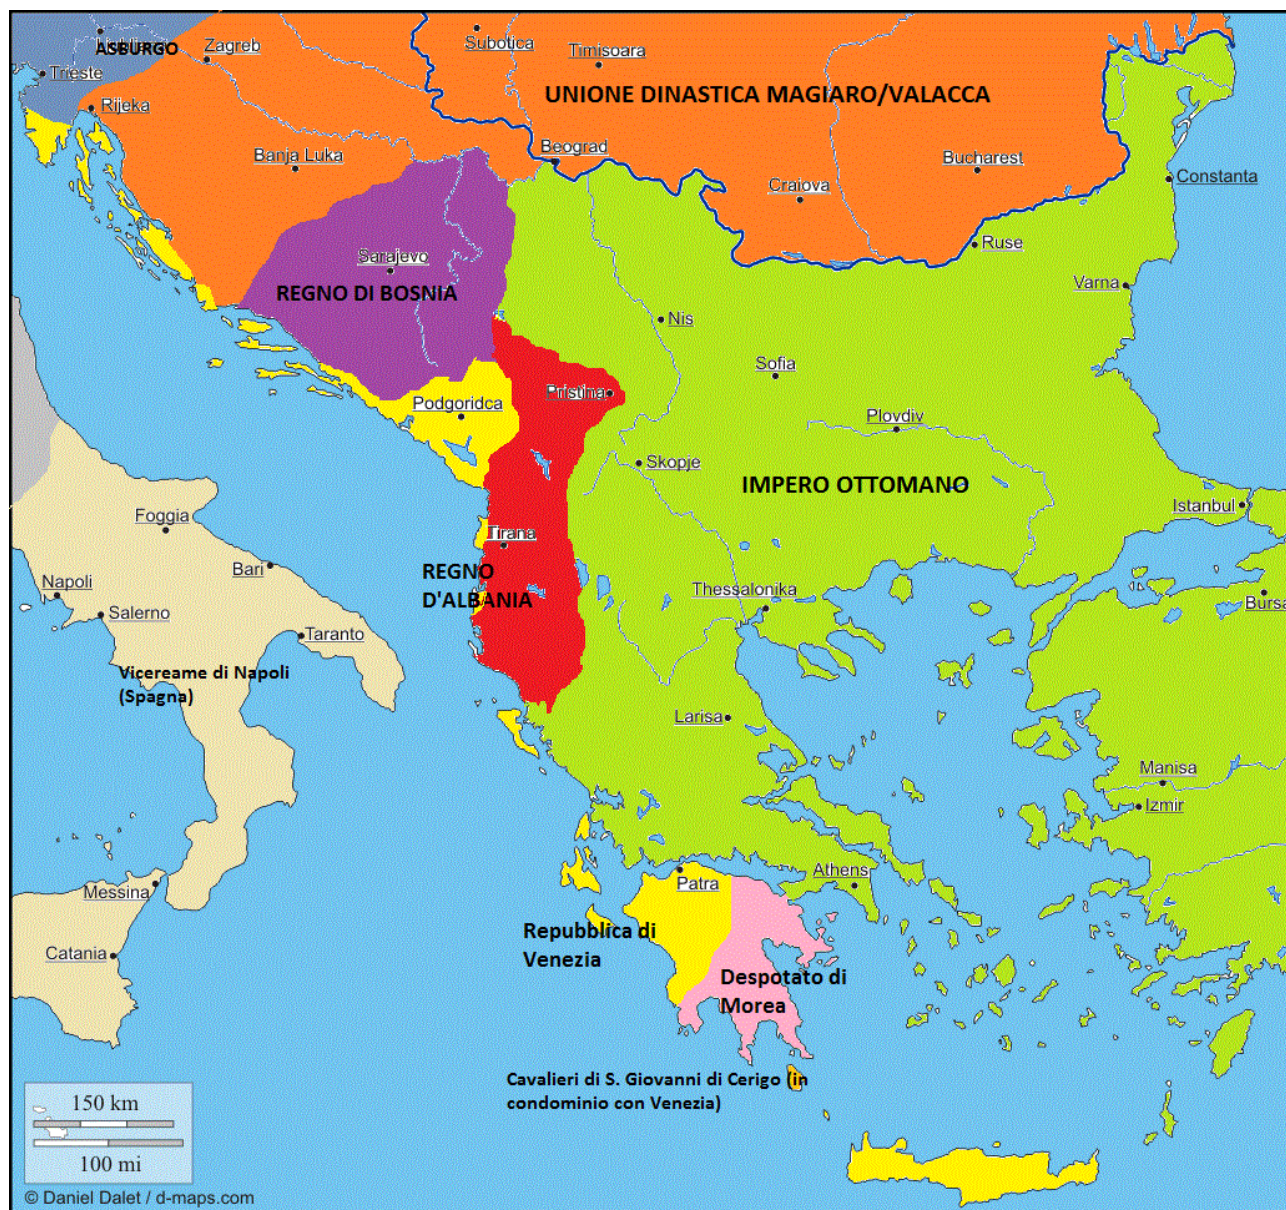 ASBURGO
Zagreb
Subotica
Timisoara
Trieste
UNIONE DINASTICA MAGIARO/VALACCA
Rijeka
Beograd
Banja Luka
Bucharest
Craiova
Constanta
Ruse
Sarajevo
REGNO DI BOSNIA
Varna
Nis
Sofia
Pristina
Podgoridca
Plovdiv
Skopje
IMPERO OTTOMANO
Istanbul
Foggia
Tirana
Bari
REGNO
D'ALBANIA
Napoli
Salerno
Thessalonika
Bursa
Taranto
Vicereame di Napoli
(Spagna)
Larisa
Manisa
Izmir
Messina
Patra
Athens
Repubblica di
Venezia
Catania
Despotato di
Morea
Cavalieri di S. Giovanni di Cerigo (in
condominio con Venezia)
150 km
100 mi
© Daniel Dalet / d-maps.com